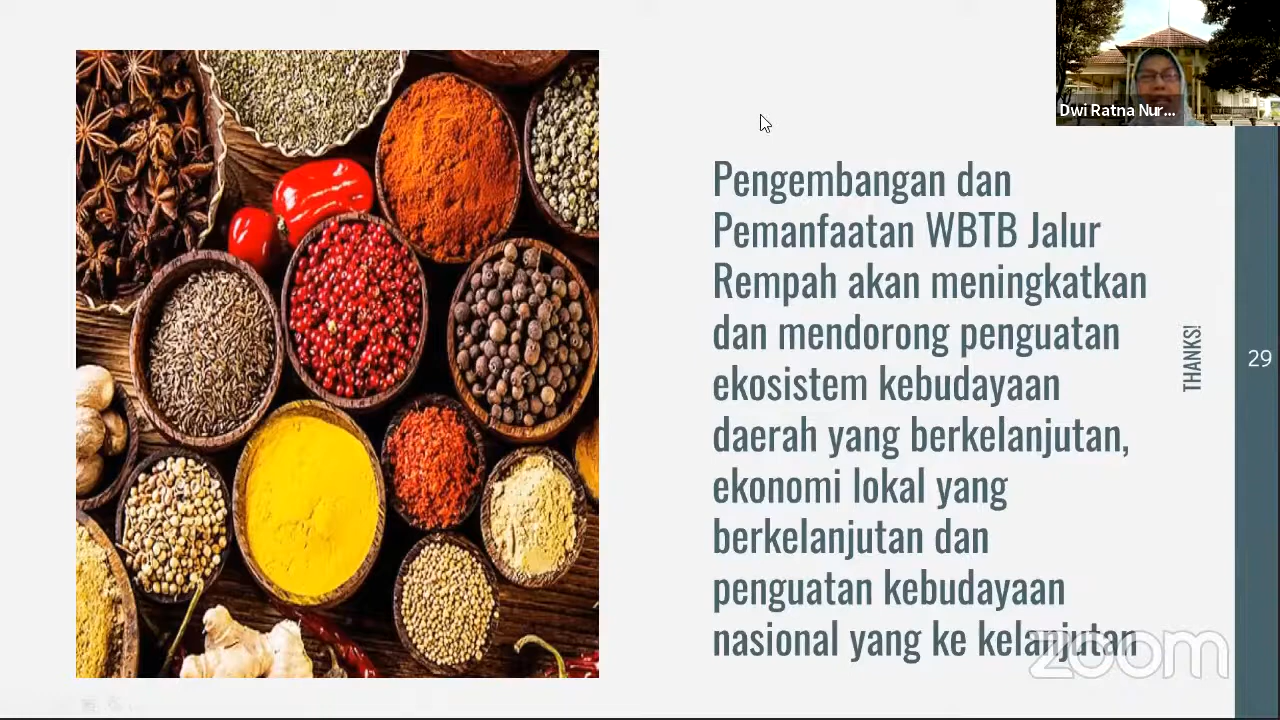 Dwi Ratna Nur...
Pengembangan dan
Pemanfaatan WBTB Jalur
Rempah akan meningkatkan
dan mendorong penguatan
ekosistem kebudayaan
daerah yang berkelanjutan,
ekonomi lokal yang
berkelanjutan dan
penguatan kebudayaan
nasional yang ke kelanjutan
THANKS!
29
zoom